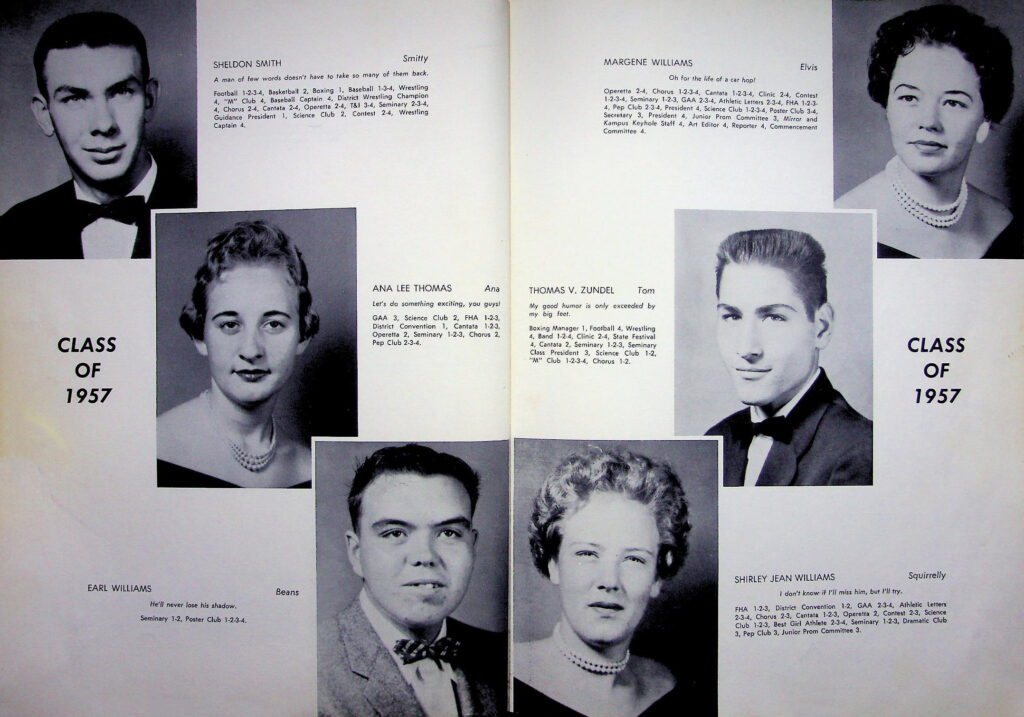 SHELDON SMITH Smitty
A man of few words doesn't have to take so many of them back.
Football 1-2-3-4, Basketball 2, Boxing 1, Baseball 1-3-4, Wrestling
4, "M" Club 4, Baseball Captain 4, District Wrestling Champion
4, Chorus 2-4, Cantata 2-4, Operetta 2-4, T&I 3-4, Seminary 2-3-4,
Guidance President 1, Science Club 2, Contest 2-4, Wrestling
Captain 4.
ANA LEE THOMAS Ana
Let's do something exciting, you guys!
GAA 3, Science Club 2, FHA 1-2-3,
District Convention 1, Cantata 1-2-3,
Operetta 2, Seminary 1-2-3, Chorus 2,
Pep Club 2-3-4.
CLASS
OF
1957
EARL WILLIAMS Beans
He'll never lose his shadow.
Seminary 1-2, Poster Club 1-2-3-4.
MARGENE WILLIAMS Elvis
Oh for the life of a car hop!
Operetta 2-4, Chorus 1-2-3-4, Cantata 1-2-3-4, Clinic 2-4, Contest
1-2-3-4, Seminary 1-2-3, GAA 2-3-4, Athletic Letters 2-3-4, FHA 1-2-3-
4, Pep Club 2-3-4, President 4, Science Club 1-2-3-4, Poster Club 3-4,
Secretary 3, President 4, Junior Prom Committee 3, Mirror and
Kampus Keyhole Staff 4, Art Editor 4, Reporter 4, Commencement
Committee 4.
THOMAS V. ZUNDEL Tom
My good humor is only exceeded by
my big feet.
Boxing Manager 1, Football 4, Wrestling
4, Band 1-2-4, Clinic 2-4, State Festival
4, Cantata 2, Seminary 1-2-3, Seminary
Class President 3, Science Club 1-2,
"M" Club 1-2-3-4, Chorus 1-2.
CLASS
OF
1957
SHIRLEY JEAN WILLIAMS Squirrelly
I don't know if I'll miss him, but I'll try.
FHA 1-2-3, District Convention 1-2, GAA 2-3-4, Athletic Letters
2-3-4, Chorus 2-3, Cantata 1-2-3, Operetta 2, Contest 2-3, Science
Club 1-2-3, Best Girl Athlete 2-3-4, Seminary 1-2-3, Dramatic Club
3, Pep Club 3, Junior Prom Committee 3.